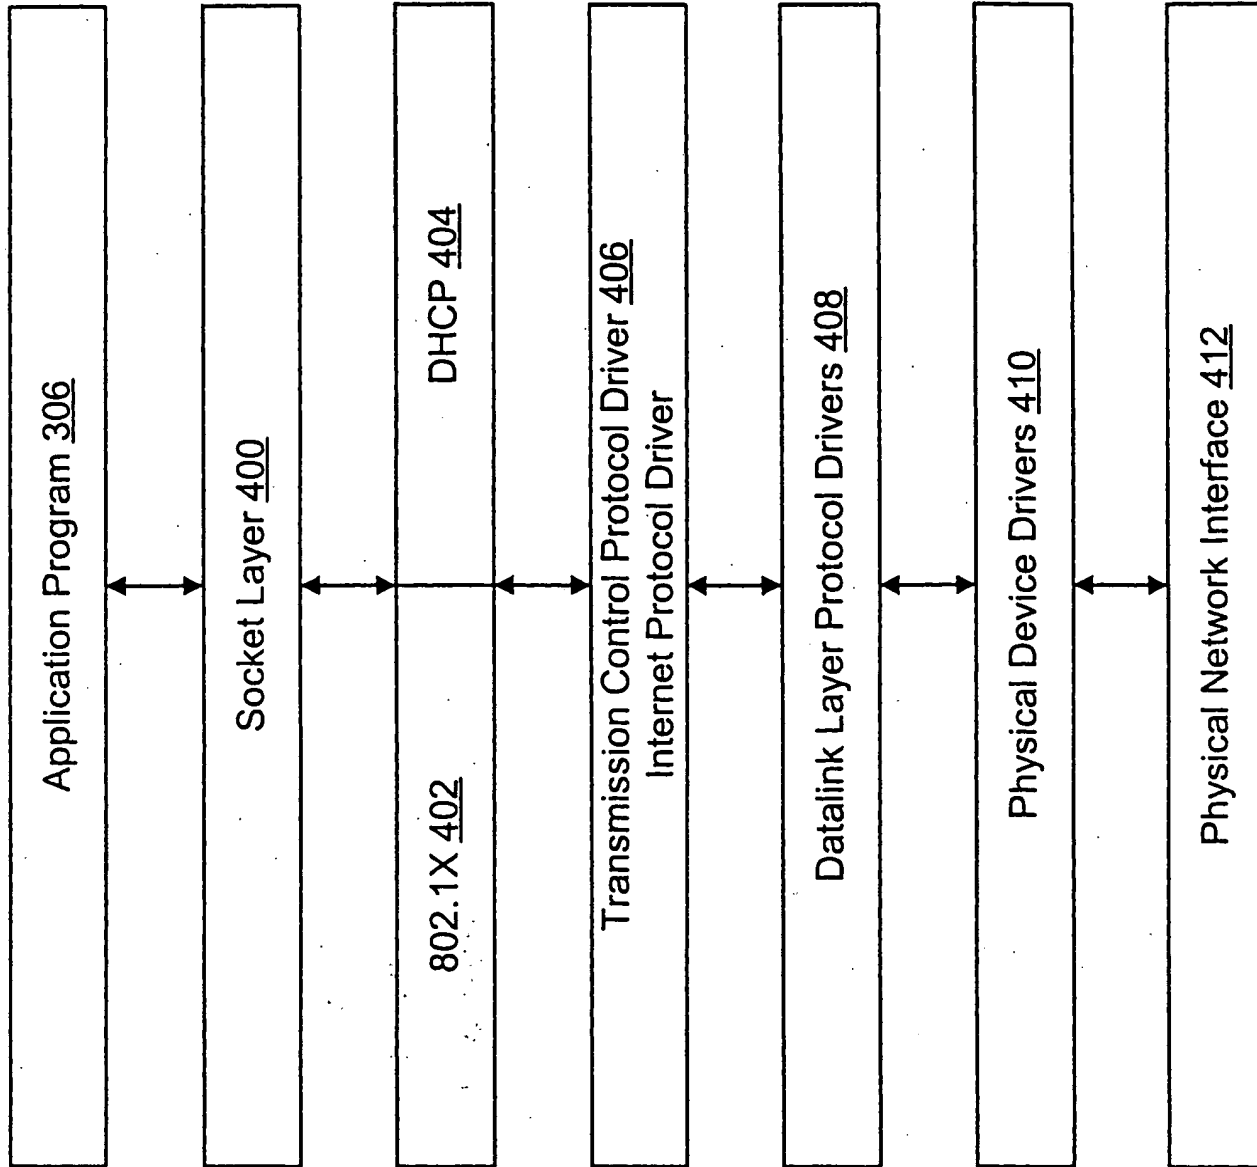 Application Program 306
Socket Layer 400
802.1X 402
DHCP 404
Transmission Control Protocol Driver 406
Internet Protocol Driver
Datalink Layer Protocol Drivers 408
Physical Device Drivers 410
Physical Network Interface 412